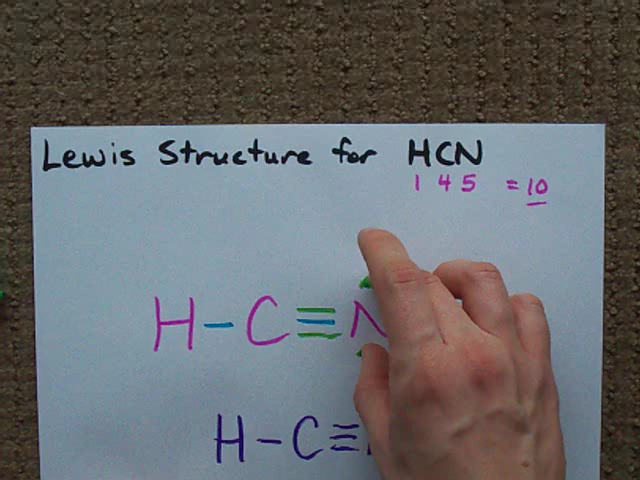 Lewis Structure for HCN
1 4 5 = 10
H-C≡N
H-C≡